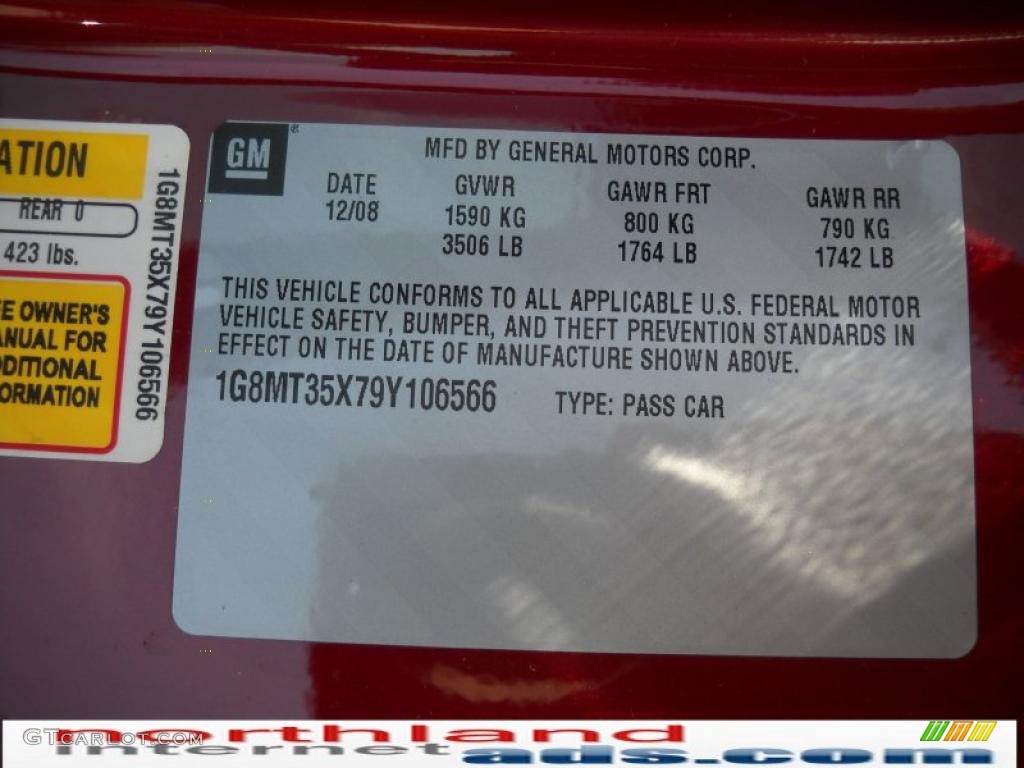 ATION
REAR 0
423 lbs.
EE OWNER'S
ANUAL FOR
DDITIONAL
ORMATION
1G8MT35X79Y106566
GM®
MFD BY GENERAL MOTORS CORP.
DATE GVWR GAWR FRT GAWR RR
12/08 1590 KG 800 KG 790 KG
3506 LB 1764 LB 1742 LB
THIS VEHICLE CONFORMS TO ALL APPLICABLE U.S. FEDERAL MOTOR
VEHICLE SAFETY, BUMPER, AND THEFT PREVENTION STANDARDS IN
EFFECT ON THE DATE OF MANUFACTURE SHOWN ABOVE.
1G8MT35X79Y106566 TYPE: PASS CAR
GTcarlot.com
northland
internet ads.com